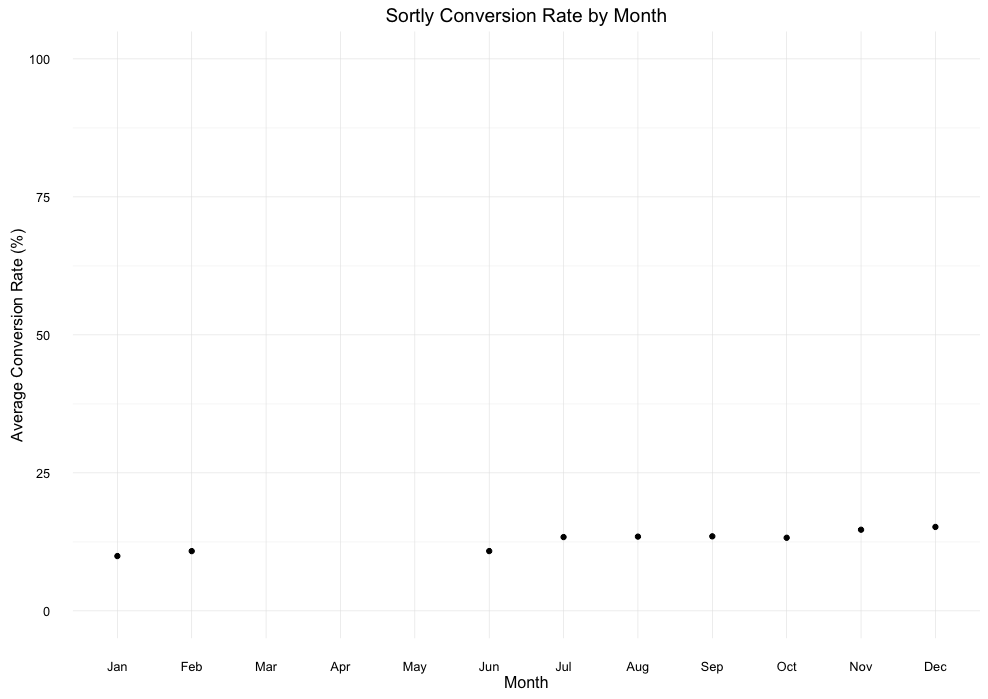 Sortly Conversion Rate by Month
Average Conversion Rate (%)
100
75
50
25
0
Jan Feb Mar Apr May Jun Jul Aug Sep Oct Nov Dec
Month